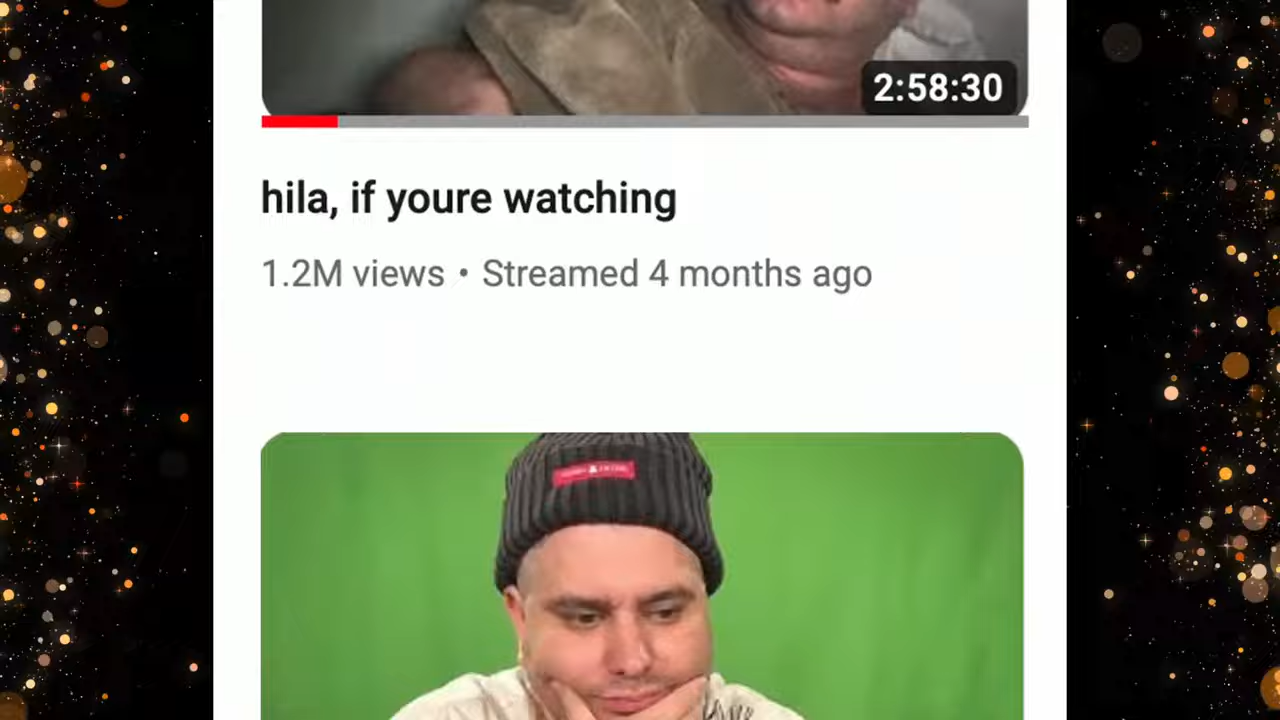 2:58:30
hila, if youre watching
1.2M views • Streamed 4 months ago